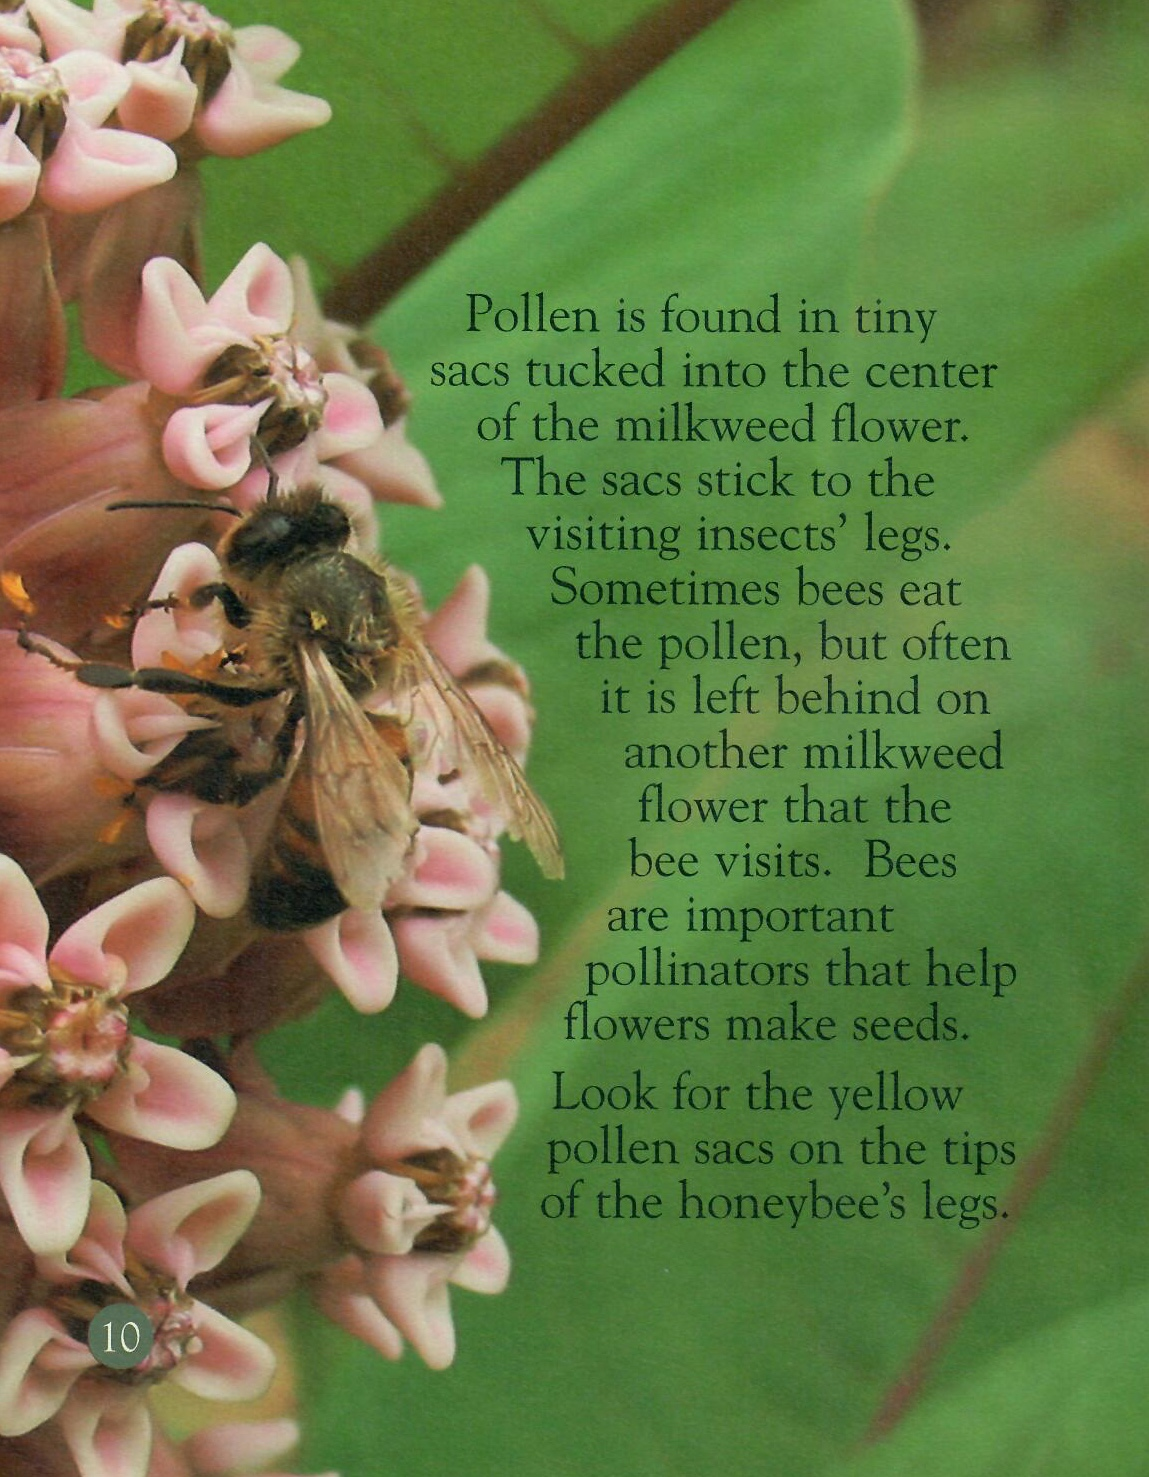 Pollen is found in tiny
sacs tucked into the center
of the milkweed flower.
The sacs stick to the
visiting insects’ legs.
Sometimes bees eat
the pollen, but often
it is left behind on
another milkweed
flower that the
bee visits.  Bees
are important
pollinators that help
flowers make seeds.
Look for the yellow
pollen sacs on the tips
of the honeybee’s legs.
10